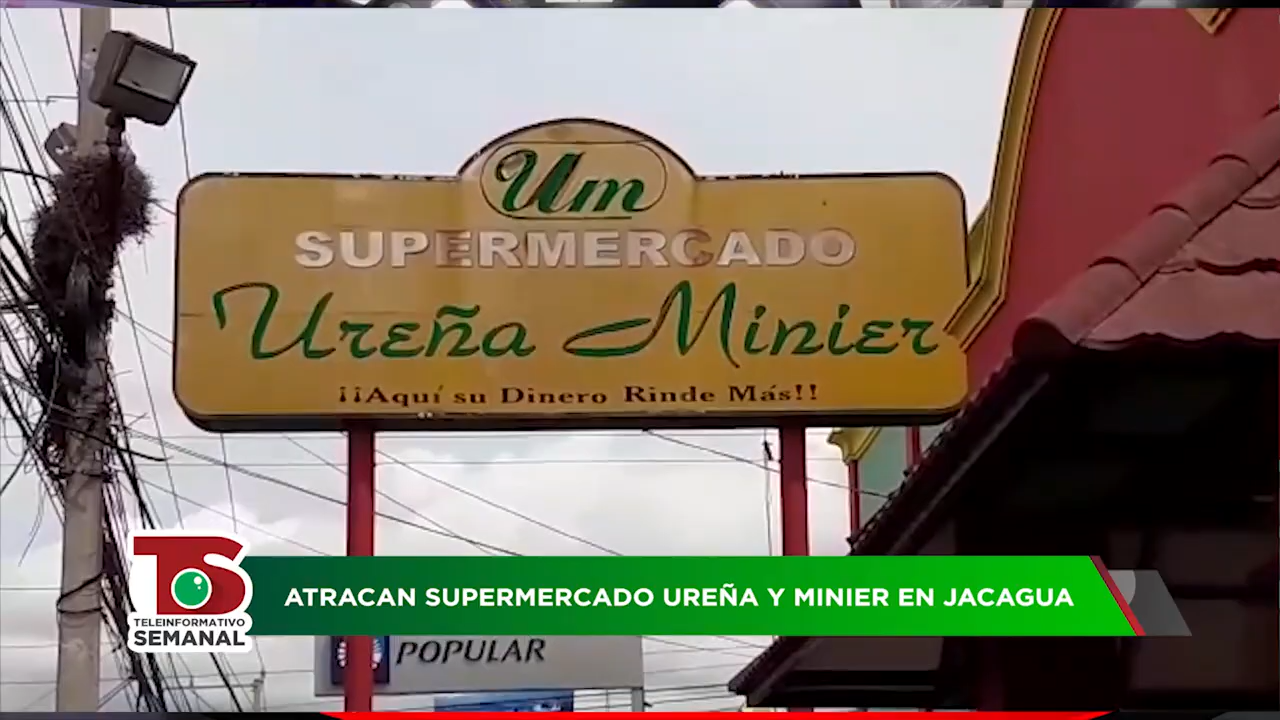 Um
SUPERMERCADO
Ureña Minier
¡¡Aquí su Dinero Rinde Más!!
TS
TELEINFORMATIVO
SEMANAL
ATRACAN SUPERMERCADO UREÑA Y MINIER EN JACAGUA
POPULAR